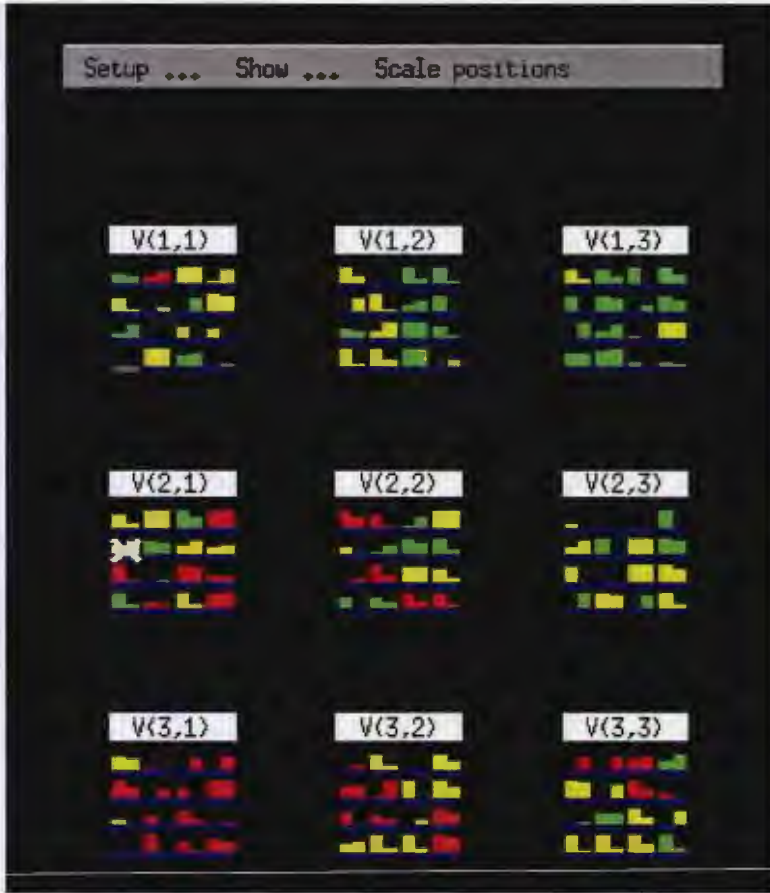 Setup ... Show ... Scale positions
V(1,1) V(1,2) V(1,3)
V(2,1) V(2,2) V(2,3)
V(3,1) V(3,2) V(3,3)